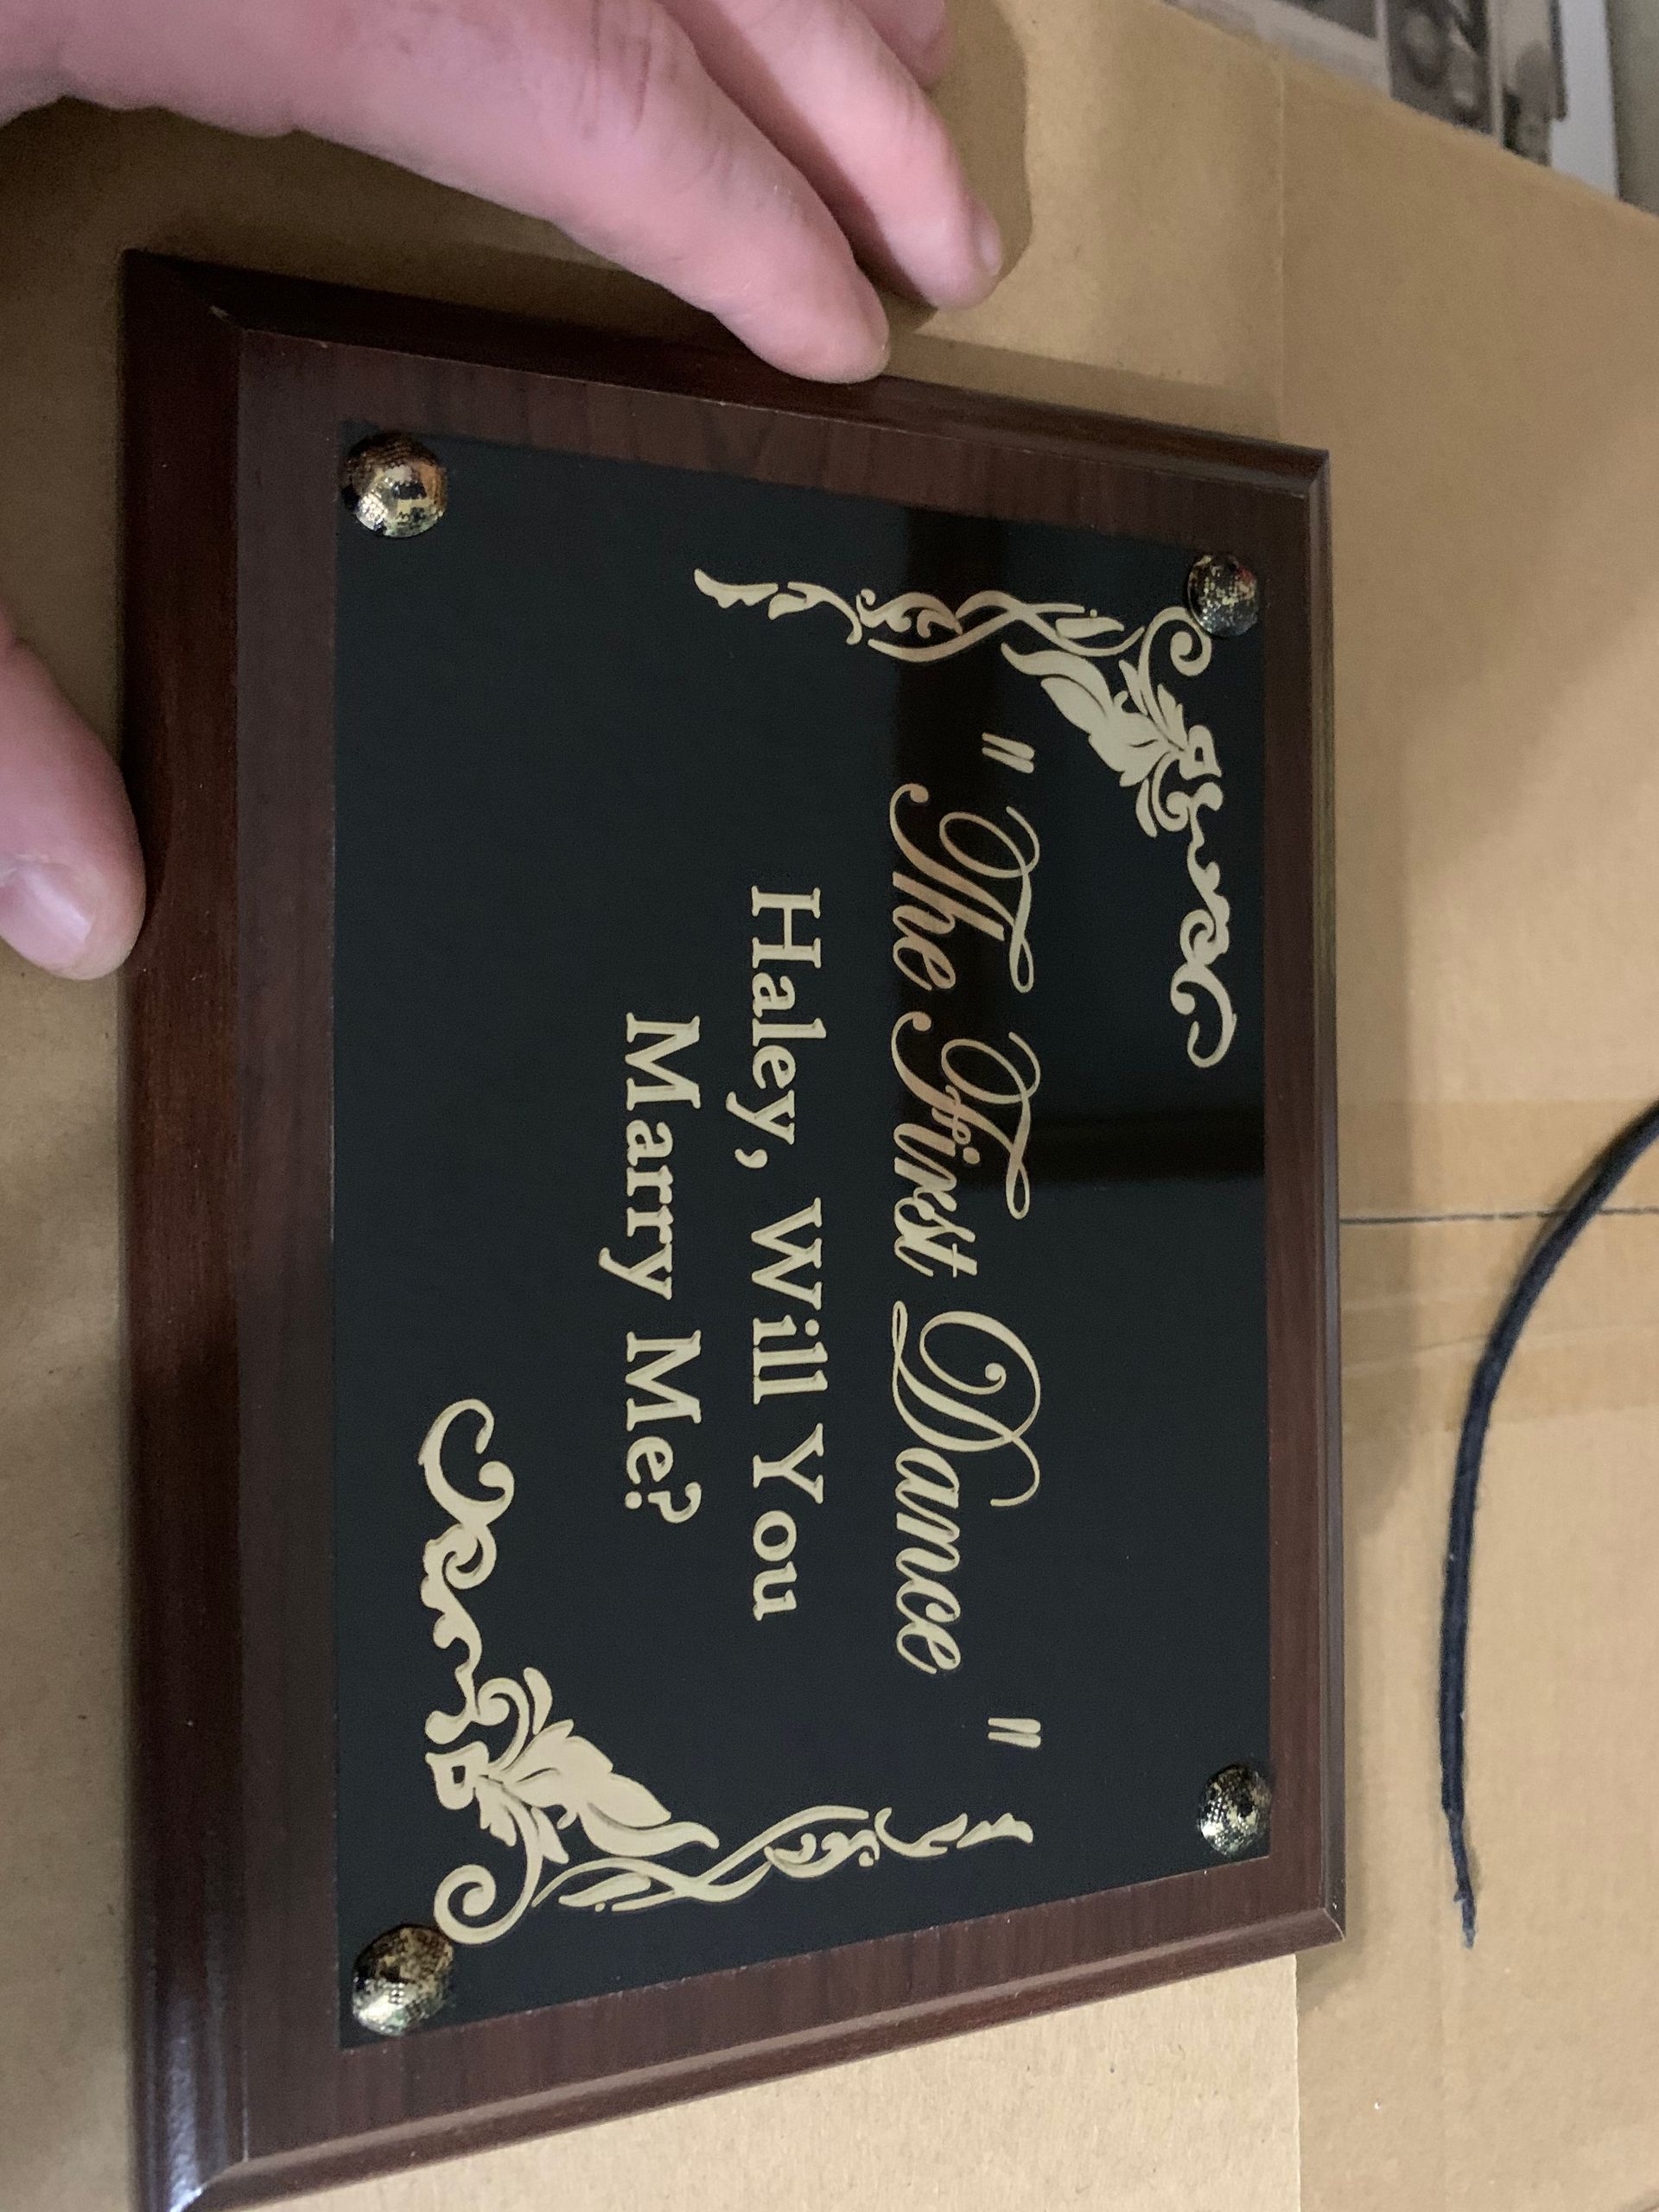 " The First Dance "
Haley, Will You
Marry Me?